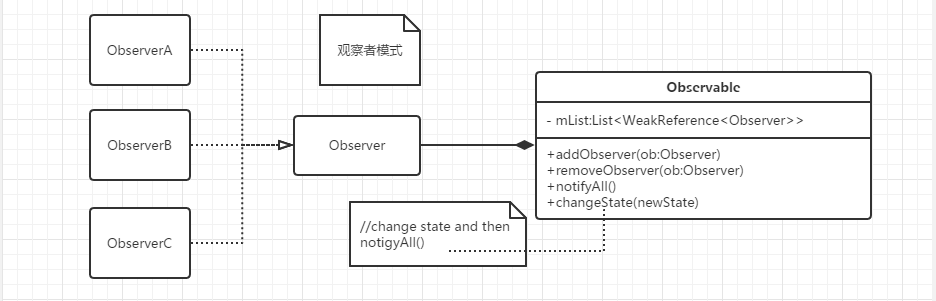 ObserverA
观察者模式
Observable
- mList:List<WeakReference<Observer>>
ObserverB
Observer
+addObserver(ob:Observer)
+removeObserver(ob:Observer)
+notifyAll()
+changeState(newState)
ObserverC
//change state and then
notigyAll()